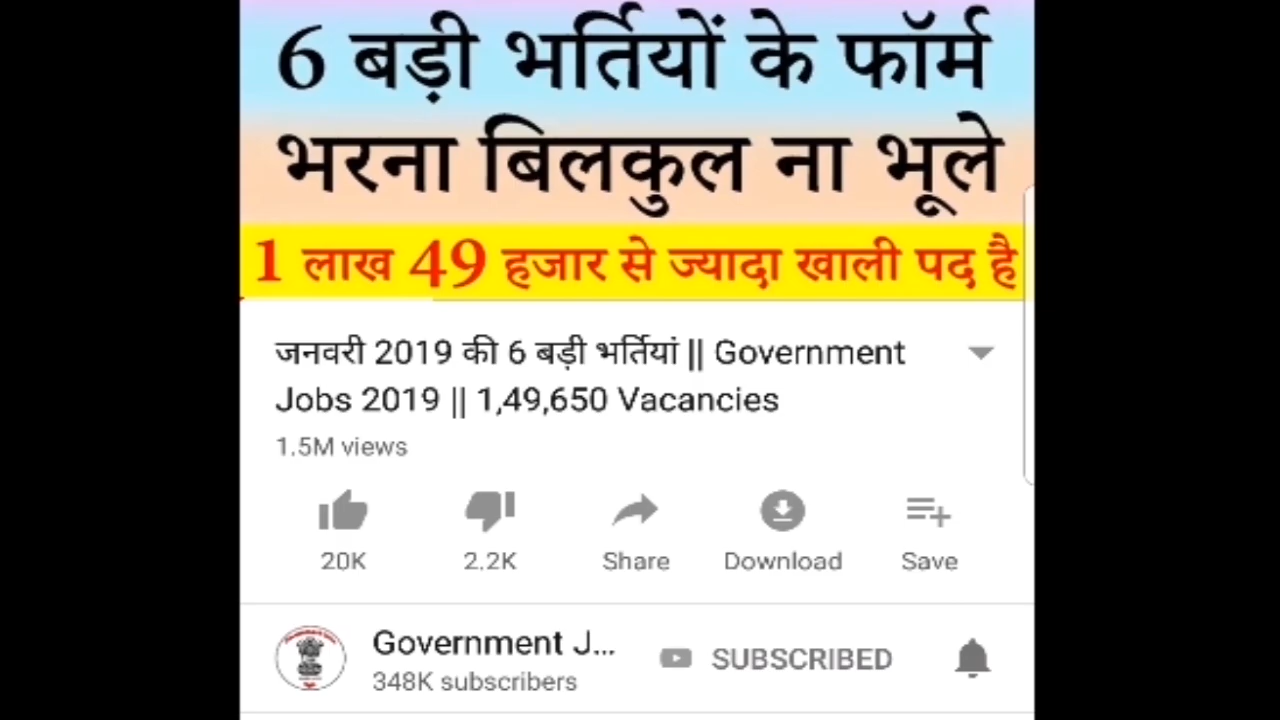 6 बड़ी भर्तियों के फॉर्म
भरना बिलकुल ना भूले
1 लाख 49 हजार से ज्यादा खाली पद है
जनवरी 2019 की 6 बड़ी भर्तियां || Government
Jobs 2019 || 1,49,650 Vacancies
1.5M views
20K
2.2K
Share
Download
Save
Government J...
SUBSCRIBED
348K subscribers